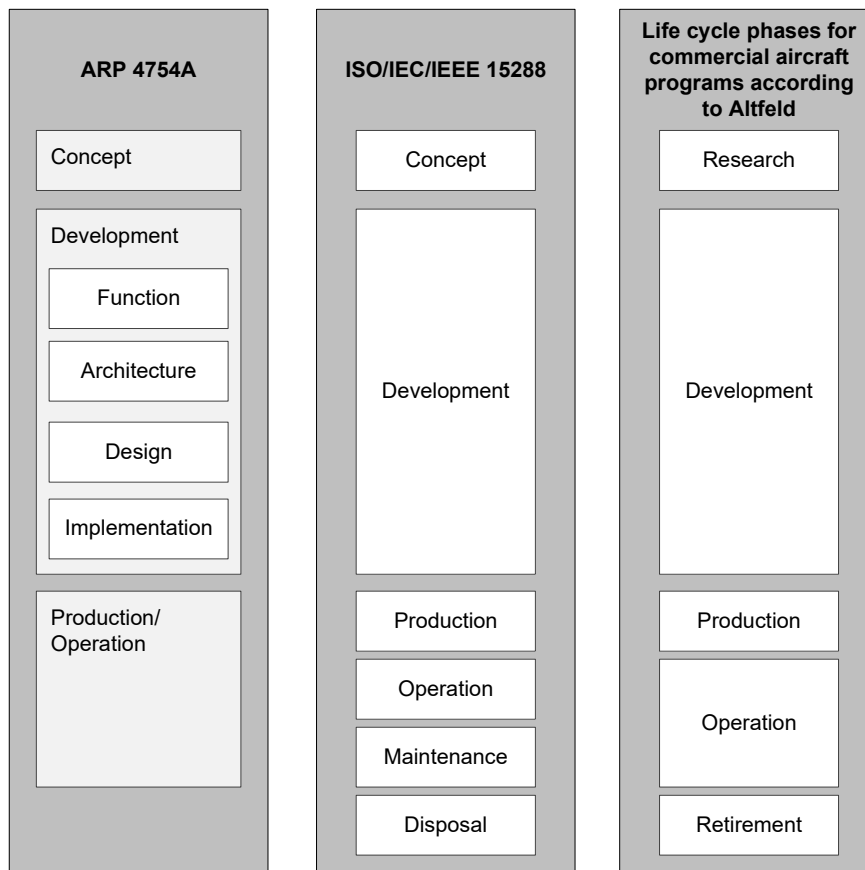 ARP 4754A
Concept
Development
Function
Architecture
Design
Implementation
Production/
Operation
ISO/IEC/IEEE 15288
Concept
Development
Production
Operation
Maintenance
Disposal
Life cycle phases for
commercial aircraft
programs according
to Altfeld
Research
Development
Production
Operation
Retirement